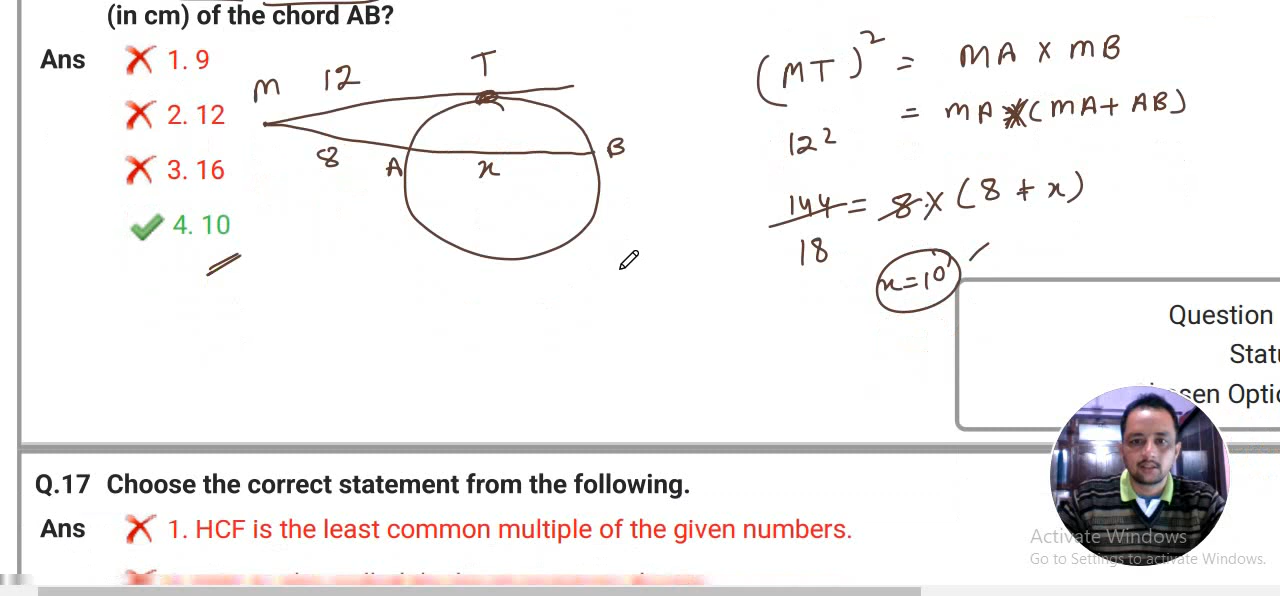 (in cm) of the chord AB?
Ans
1. 9
2. 12
3. 16
4. 10
M 12 T
8 A x B
(MT)² = MA x MB
= MA x (MA + AB)
12²
144 = 8 x (8 + x)
18
x = 10
Question
Statu
osen Optio
Q.17 Choose the correct statement from the following.
Ans 1. HCF is the least common multiple of the given numbers.
Activate Windows
Go to Settings to activate Windows.